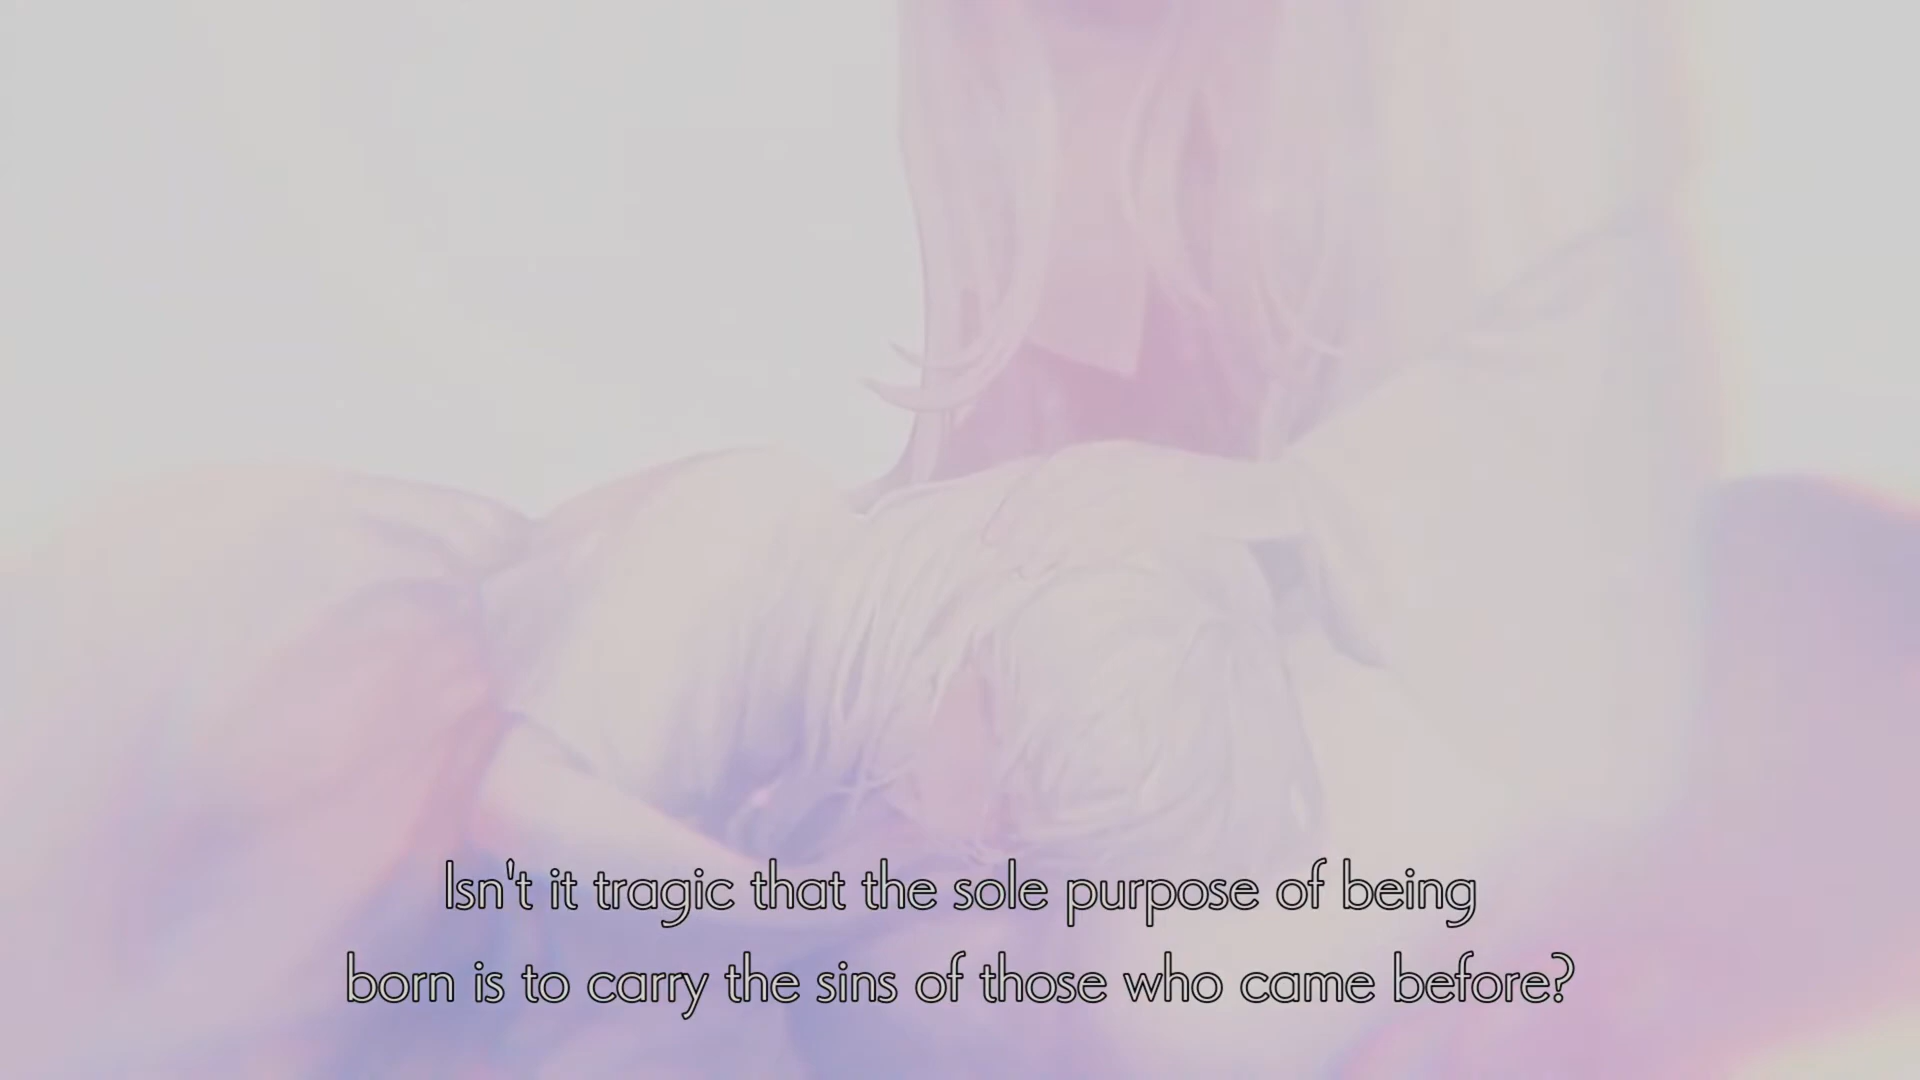 Isn't it tragic that the sole purpose of being
born is to carry the sins of those who came before?